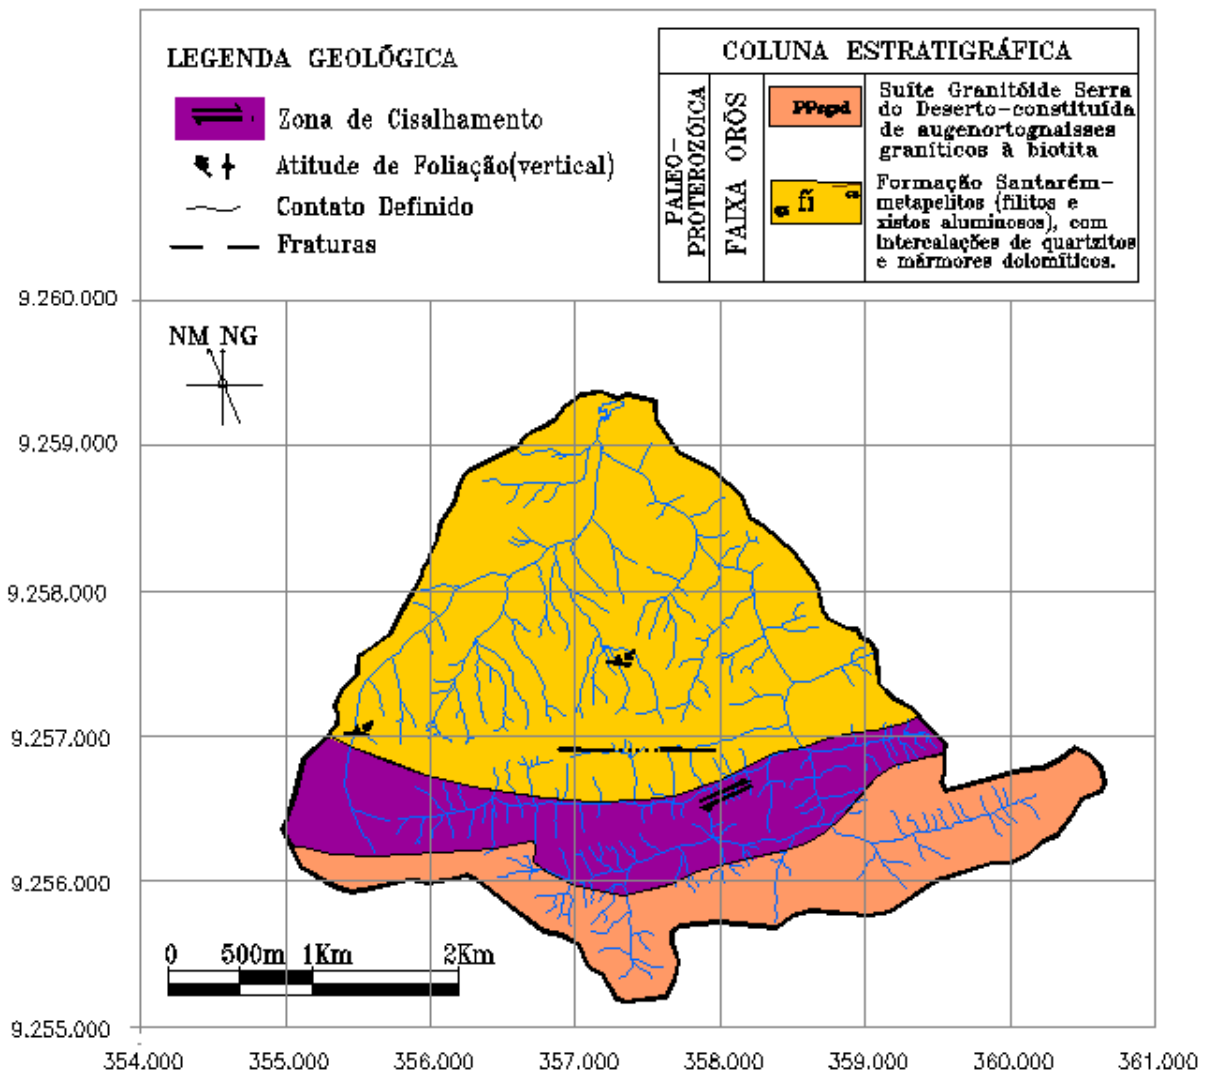 LEGENDA GEOLÓGICA
Zona de Cisalhamento
Atitude de Foliação(vertical)
Contato Definido
Fraturas
COLUNA ESTRATIGRÁFICA
PALEO-
PROTEROZÓICA
FAIXA ORÓS
Suíte Granitóide Serra
do Deserto-constituída
de augenortognaisses
graníticos à biotita
fi
Formação Santarém-
metapelitos (filitos e
xistos aluminosos), com
intercalações de quartzitos
e mármores dolomíticos.
9.260.000
NM NG
9.259.000
9.258.000
9.257.000
9.256.000
0 500m 1Km 2Km
9.255.000
354.000 355.000 356.000 357.000 358.000 359.000 360.000 361.000